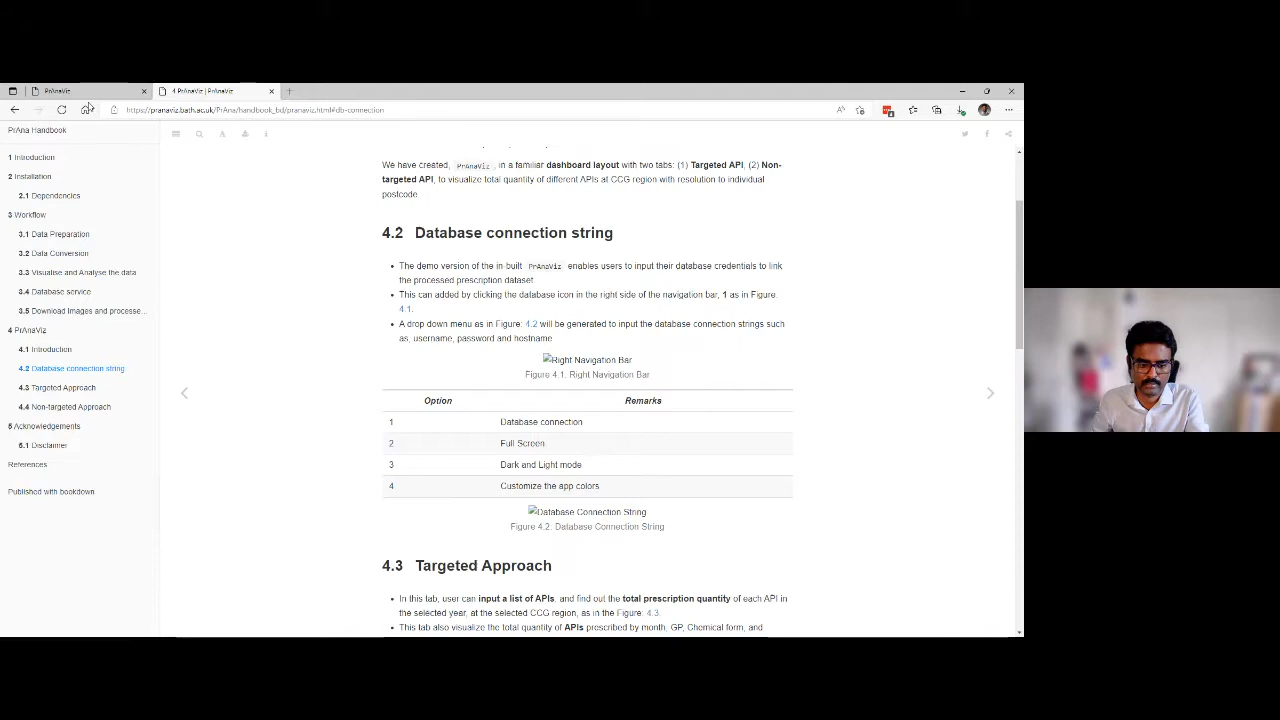 PrAnaViz
4 PrAnaViz | PrAnaViz
https://pranaviz.bath.ac.uk/PrAna/handbook_bd/pranaviz.html#db-connection
PrAna Handbook
1 Introduction
2 Installation
2.1 Dependencies
3 Workflow
3.1 Data Preparation
3.2 Data Conversion
3.3 Visualise and Analyse the data
3.4 Database service
3.5 Download Images and processe...
4 PrAnaViz
4.1 Introduction
4.2 Database connection string
4.3 Targeted Approach
4.4 Non-targeted Approach
5 Acknowledgements
5.1 Disclaimer
References
Published with bookdown
We have created, PrAnaViz, in a familiar dashboard layout with two tabs: (1) Targeted API, (2) Non-
targeted API, to visualize total quantity of different APIs at CCG region with resolution to individual
postcode
4.2 Database connection string
• The demo version of the in-built PrAnaViz enables users to input their database credentials to link
the processed prescription dataset
• This can added by clicking the database icon in the right side of the navigation bar, 1 as in Figure.
4.1.
• A drop down menu as in Figure: 4.2 will be generated to input the database connection strings such
as, username, password and hostname
Right Navigation Bar
Figure 4.1: Right Navigation Bar
Option Remarks
1 Database connection
2 Full Screen
3 Dark and Light mode
4 Customize the app colors
Database Connection String
Figure 4.2: Database Connection String
4.3 Targeted Approach
• In this tab, user can input a list of APIs, and find out the total prescription quantity of each API in
the selected year, at the selected CCG region, as in the Figure: 4.3.
• This tab also visualize the total quantity of APIs prescribed by month, GP, Chemical form, and